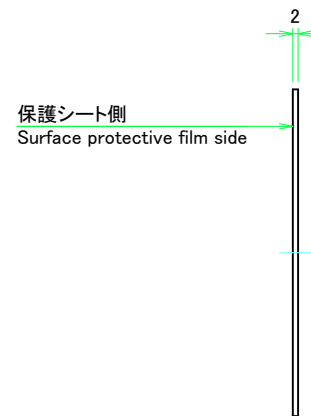 2
保護シート側
Surface protective film side